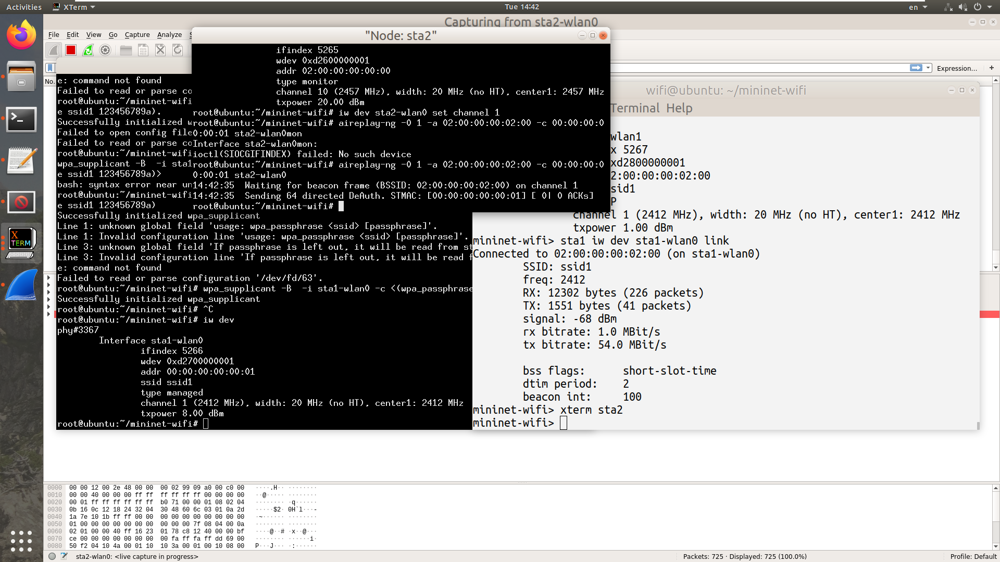 Activities
XTerm
Tue 14:42
en
Capturing from sta2-wlan0
File Edit View Go Capture Analyze
"Node: sta2"
ifindex 5265
wdev 0xd2600000001
addr 02:00:00:00:00:00
type monitor
channel 10 (2457 MHz), width: 20 MHz (no HT), center1: 2457 MHz
txpower 20.00 dBm
root@ubuntu:~/mininet-wifi# iw dev sta2-wlan0 set channel 1
root@ubuntu:~/mininet-wifi# aireplay-ng -0 1 -a 02:00:00:00:02:00 -c 00:00:00:0
0:00:01 sta2-wlan0mon
Interface sta2-wlan0mon:
ioctl(SIOCGIFINDEX) failed: No such device
root@ubuntu:~/mininet-wifi# aireplay-ng -0 1 -a 02:00:00:00:02:00 -c 00:00:00:0
0:00:01 sta2-wlan0
14:42:35  Waiting for beacon frame (BSSID: 02:00:00:00:02:00) on channel 1
14:42:35  Sending 64 directed DeAuth. STMAC: [00:00:00:00:00:01] [ 0| 0 ACKs]
root@ubuntu:~/mininet-wifi#
Expression...
+
No.
e: command not found
Failed to read or parse co
root@ubuntu:~/mininet-wifi
e ssid1 123456789a).
Successfully initialized w
Failed to open config file
Failed to read or parse co
root@ubuntu:~/mininet-wifi
wpa_supplicant -B  -i sta1
e ssid1 123456789a)>
bash: syntax error near un
root@ubuntu:~/mininet-wifi
e ssid1 123456789a)
Successfully initialized wpa_supplicant
Line 1: unknown global field 'usage: wpa_passphrase <ssid> [passphrase]'.
Line 1: Invalid configuration line 'usage: wpa_passphrase <ssid> [passphrase]'.
Line 3: unknown global field 'If passphrase is left out, it will be read from st
Line 3: Invalid configuration line 'If passphrase is left out, it will be read f
e: command not found
Failed to read or parse configuration '/dev/fd/63'.
root@ubuntu:~/mininet-wifi# wpa_supplicant -B  -i sta1-wlan0 -c <(wpa_passphrase
Successfully initialized wpa_supplicant
root@ubuntu:~/mininet-wifi# ^C
root@ubuntu:~/mininet-wifi# iw dev
phy#3367
Interface sta1-wlan0
ifindex 5266
wdev 0xd2700000001
addr 00:00:00:00:00:01
ssid ssid1
type managed
channel 1 (2412 MHz), width: 20 MHz (no HT), center1: 2412 MHz
txpower 8.00 dBm
root@ubuntu:~/mininet-wifi#
wifi@ubuntu: ~/mininet-wifi
Terminal Help
wlan1
x 5267
xd2800000001
2:00:00:00:02:00
sid1
P
channel 1 (2412 MHz), width: 20 MHz (no HT), center1: 2412 MHz
txpower 1.00 dBm
mininet-wifi> sta1 iw dev sta1-wlan0 link
Connected to 02:00:00:00:02:00 (on sta1-wlan0)
SSID: ssid1
freq: 2412
RX: 12302 bytes (226 packets)
TX: 1551 bytes (41 packets)
signal: -68 dBm
rx bitrate: 1.0 MBit/s
tx bitrate: 54.0 MBit/s
bss flags:      short-slot-time
dtim period:    2
beacon int:     100
mininet-wifi> xterm sta2
mininet-wifi>
X
TERM
0000  00 00 12 00 2e 48 00 00  00 02 99 09 a0 00 c0 00  ·····.H·· ········
0010  00 00 40 00 00 00 ff ff  ff ff ff ff 00 00 00 00  ··@····· ········
0020  00 01 ff ff ff ff ff ff  b0 71 00 00 01 08 02 04  ········ ·q······
0030  0b 16 0c 12 18 24 32 04  30 48 60 6c 03 01 0a 2d  ·····$2· 0H`l···-
0040  1a 7e 10 1b ff ff 00 00  00 00 00 00 00 00 00 00  ·~······ ········
0050  01 00 00 00 00 00 00 00  00 00 00 7f 08 04 00 0a  ········ ········
0060  02 01 00 00 40 ff 16 23  01 78 c8 12 40 00 00 bf  ····@··# ·x··@···
0070  ce 00 00 00 00 00 00 00  00 fa ff fa ff dd 69 00  ········ ······i·
0080  50 f2 04 10 4a 00 01 10  10 3a 00 01 00 10 08 00  P···J··· ·:······
sta2-wlan0: <live capture in progress>
Packets: 725 · Displayed: 725 (100.0%)
Profile: Default